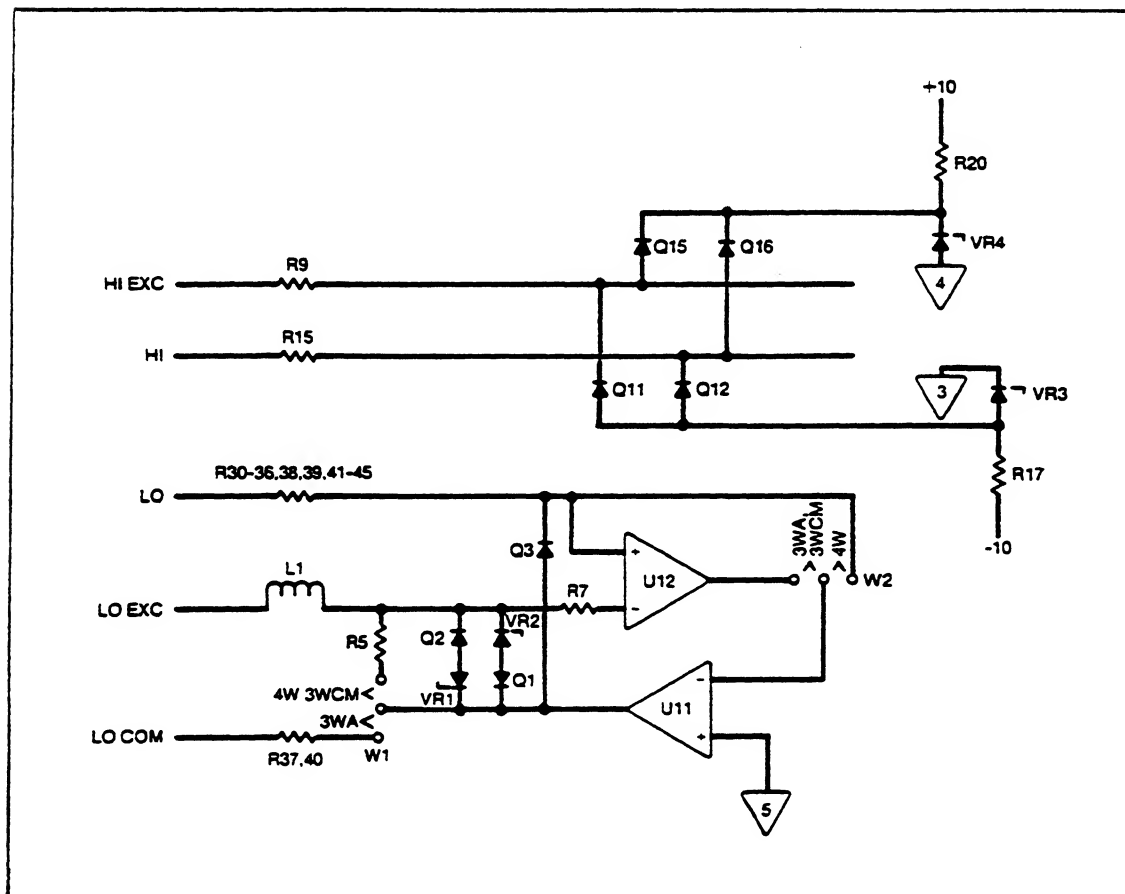 +10
R20
Q15
Q16
VR4
4
R9
HI EXC
R15
HI
3
Q11
Q12
VR3
R30-36,38,39,41-45
R17
LO
-10
3WA,
3WCM
4W
Q3
+
U12
W2
L1
R7
-
LO EXC
VR2
R5
Q2
-
4W 3WCM
VR1
Q1
U11
3WA
+
LO COM
R37,40
W1
5